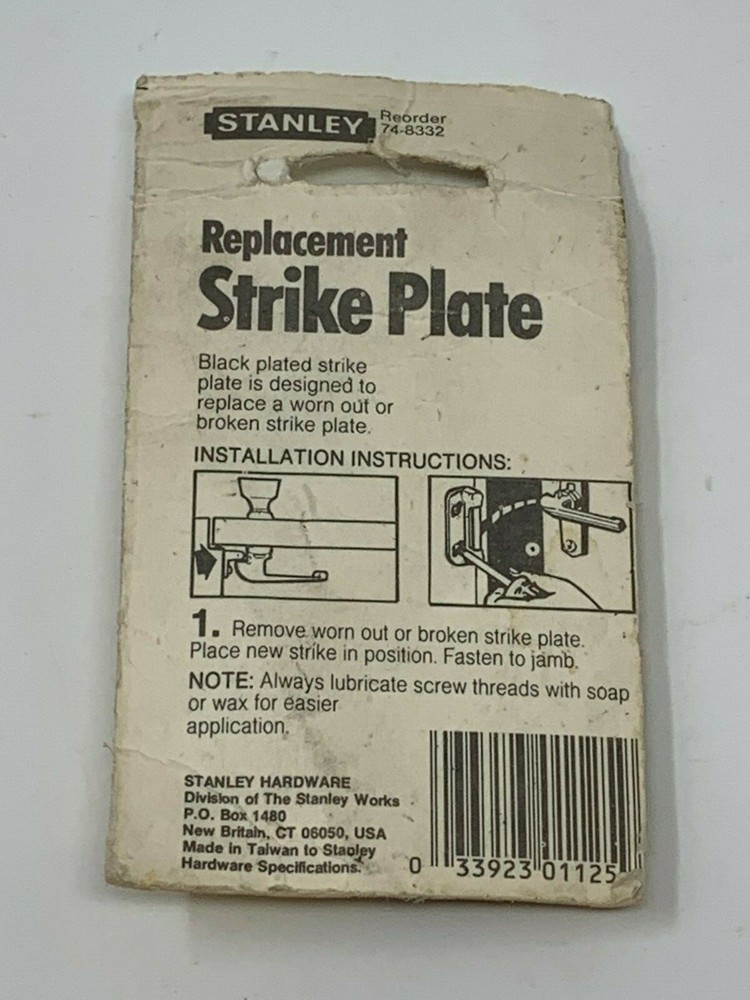 STANLEY Reorder
74-8332
Replacement
Strike Plate
Black plated strike
plate is designed to
replace a worn out or
broken strike plate.
INSTALLATION INSTRUCTIONS:
1. Remove worn out or broken strike plate.
Place new strike in position. Fasten to jamb.
NOTE: Always lubricate screw threads with soap
or wax for easier
application.
STANLEY HARDWARE
Division of The Stanley Works
P.O. Box 1480
New Britain, CT 06050, USA
Made in Taiwan to Stanley
Hardware Specifications.
0 33923 01125